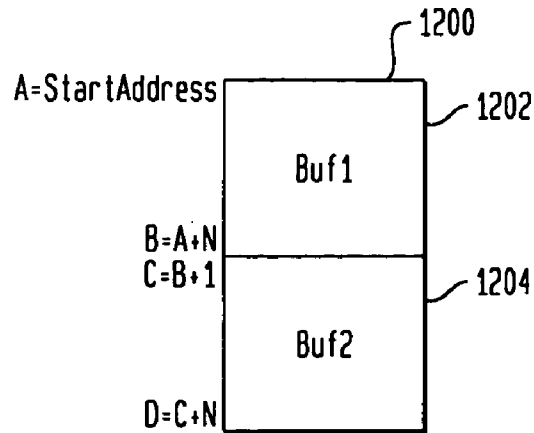 1200
A=StartAddress
1202
Buf1
B=A+N
C=B+1
1204
Buf2
D=C+N